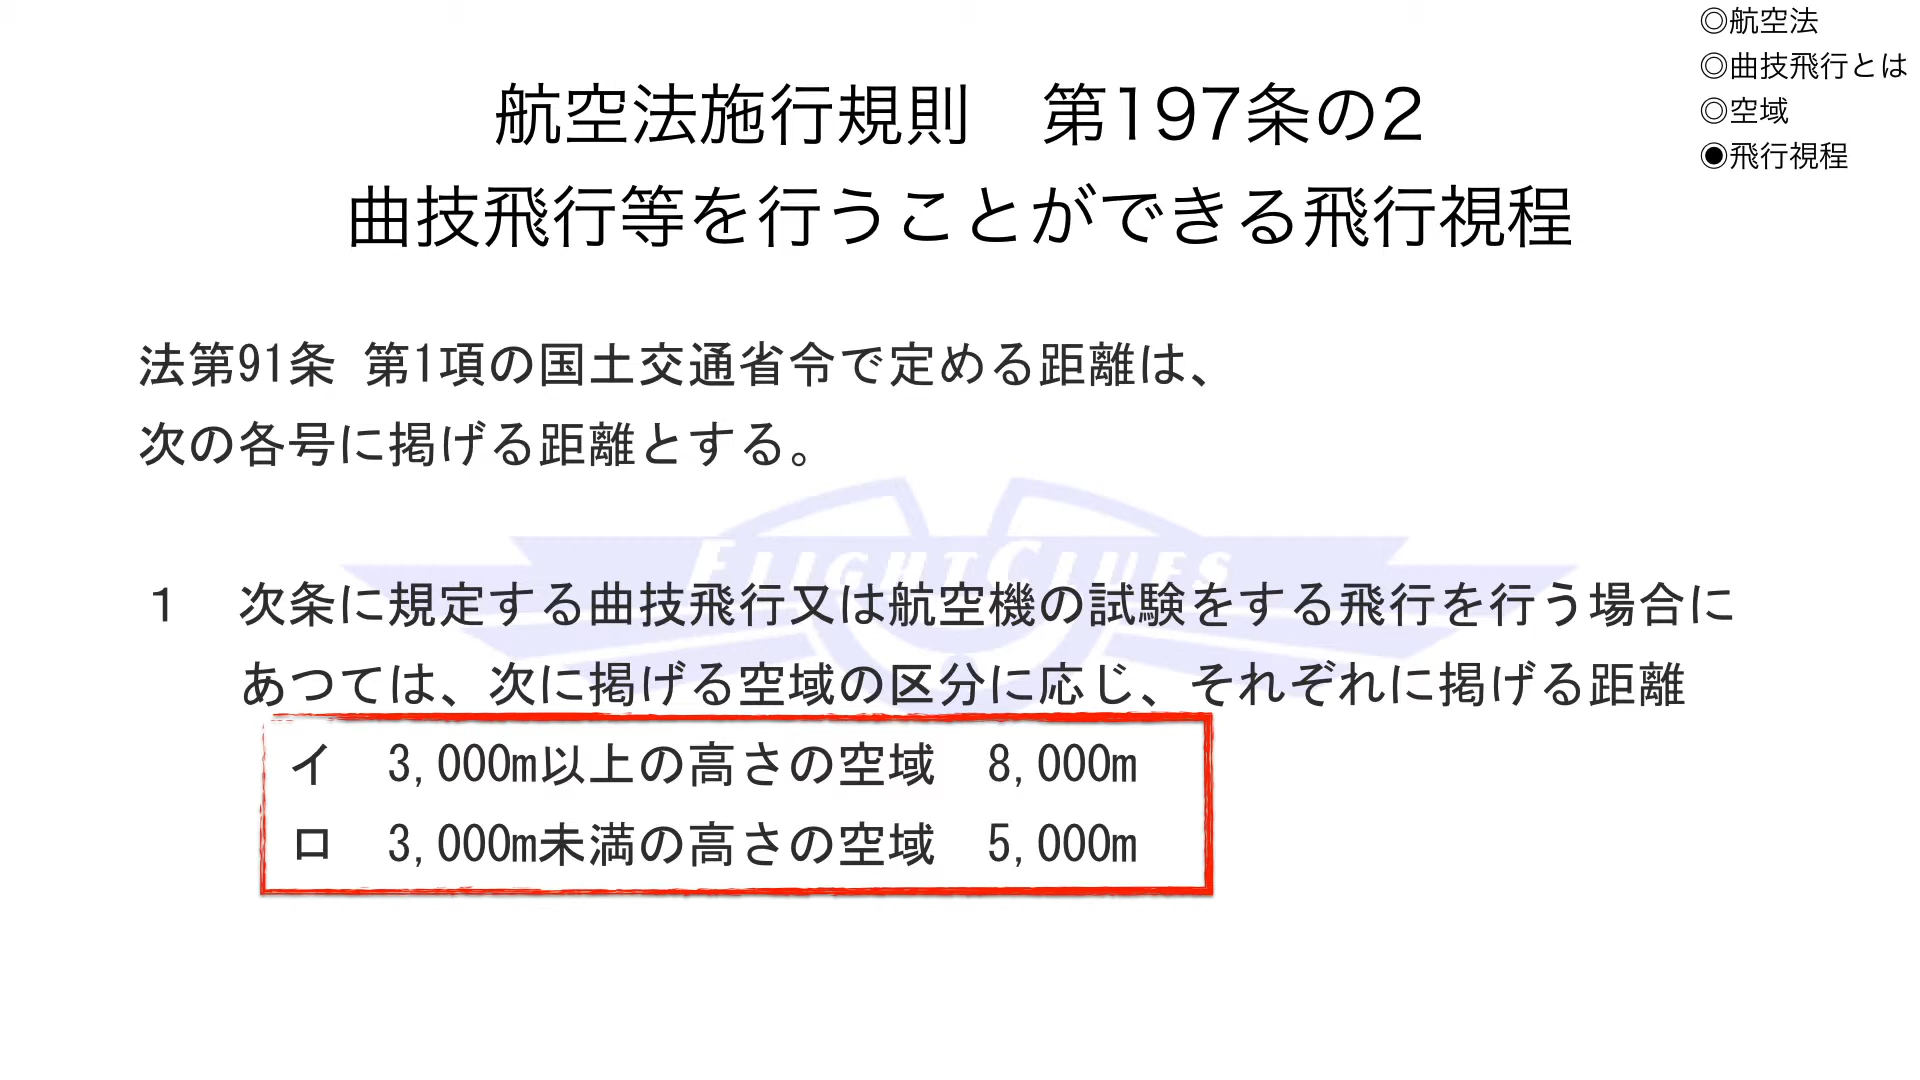 ◎航空法
◎曲技飛行とは
◎空域
◉飛行視程
航空法施行規則　第197条の2
曲技飛行等を行うことができる飛行視程
法第91条 第1項の国土交通省令で定める距離は、
次の各号に掲げる距離とする。
FLIGHTCLUES
１　次条に規定する曲技飛行又は航空機の試験をする飛行を行う場合に
あつては、次に掲げる空域の区分に応じ、それぞれに掲げる距離
イ　3,000m以上の高さの空域　8,000m
ロ　3,000m未満の高さの空域　5,000m